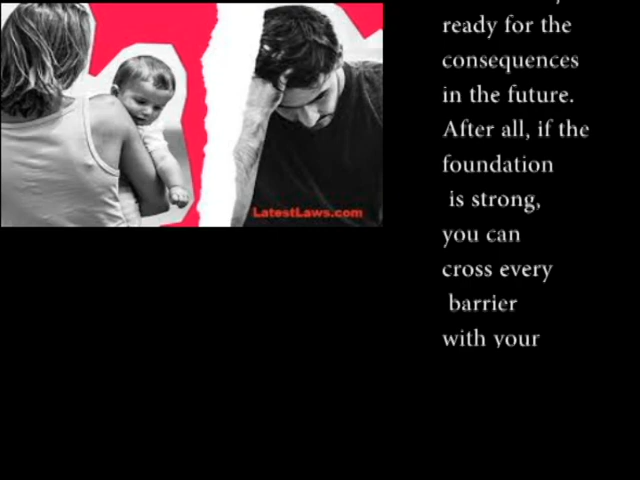 LatestLaws.com
ready for the
consequences
in the future.
After all, if the
foundation
is strong,
you can
cross every
barrier
with your